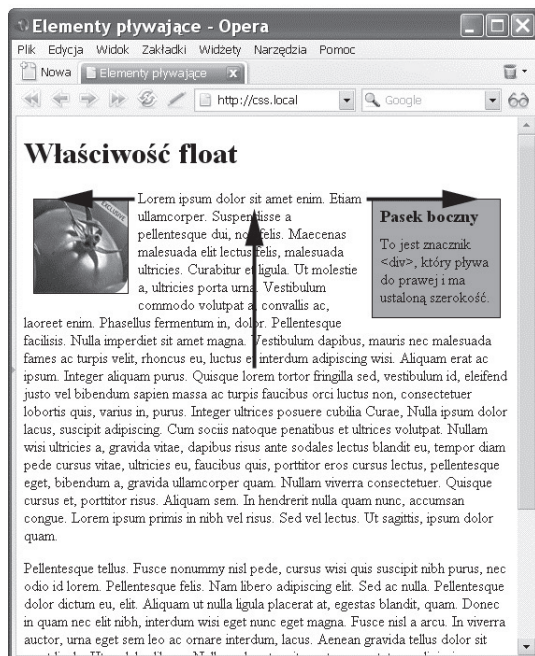 Elementy pływające - Opera
Plik Edycja Widok Zakładki Widżety Narzędzia Pomoc
Nowa Elementy pływające
http://css.local Google
Właściwość float
EXCLUSIVE
Lorem ipsum dolor sit amet enim. Etiam
ullamcorper. Suspendisse a
pellentesque dui, non felis. Maecenas
malesuada elit lectus felis, malesuada
ultricies. Curabitur et ligula. Ut molestie
a, ultricies porta urna. Vestibulum
commodo volutpat a, convallis ac,
laoreet enim. Phasellus fermentum in, dolor. Pellentesque
facilisis. Nulla imperdiet sit amet magna. Vestibulum dapibus, mauris nec malesuada
fames ac turpis velit, rhoncus eu, luctus et interdum adipiscing wisi. Aliquam erat ac
ipsum. Integer aliquam purus. Quisque lorem tortor fringilla sed, vestibulum id, eleifend
justo vel bibendum sapien massa ac turpis faucibus orci luctus non, consectetuer
lobortis quis, varius in, purus. Integer ultrices posuere cubilia Curae, Nulla ipsum dolor
lacus, suscipit adipiscing. Cum sociis natoque penatibus et ultrices volutpat. Nullam
wisi ultricies a, gravida vitae, dapibus risus ante sodales lectus blandit eu, tempor diam
pede cursus vitae, ultricies eu, faucibus quis, porttitor eros cursus lectus, pellentesque
eget, bibendum a, gravida ullamcorper quam. Nullam viverra consectetuer. Quisque
cursus et, porttitor risus. Aliquam sem. In hendrerit nulla quam nunc, accumsan
congue. Lorem ipsum primis in nibh vel risus. Sed vel lectus. Ut sagittis, ipsum dolor
quam.
Pasek boczny
To jest znacznik
<div>, który pływa
do prawej i ma
ustaloną szerokość.
Pellentesque tellus. Fusce nonummy nisl pede, cursus wisi quis suscipit nibh purus, nec
odio id lorem. Pellentesque felis. Nam libero adipiscing elit. Sed ac nulla. Pellentesque
dolor dictum eu, elit. Aliquam ut nulla ligula placerat at, egestas blandit, quam. Donec
in quam nec elit nibh, interdum wisi eget nunc eget magna. Fusce nisl a arcu. In viverra
auctor, urna eget sem leo ac ornare interdum, lacus. Aenean gravida tellus dolor sit